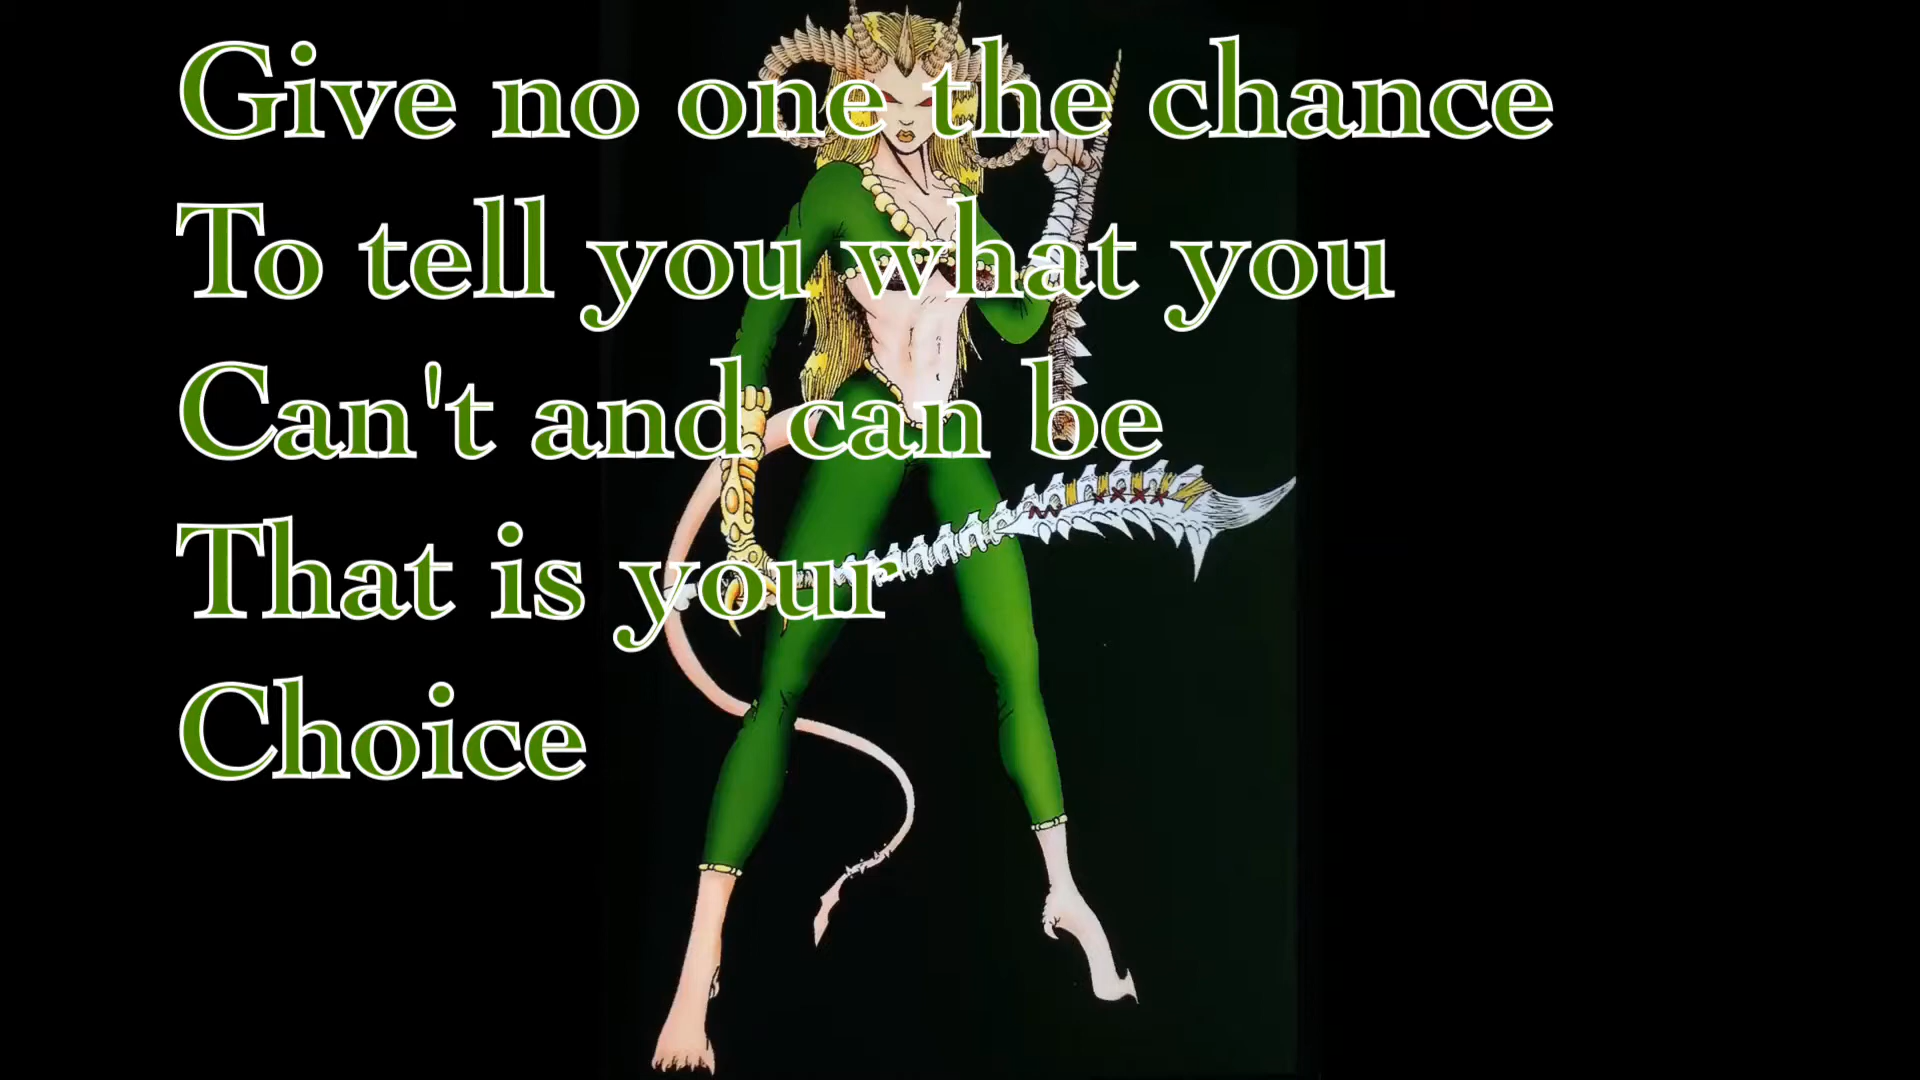 Give no one the chance
To tell you what you
Can't and can be
That is your
Choice